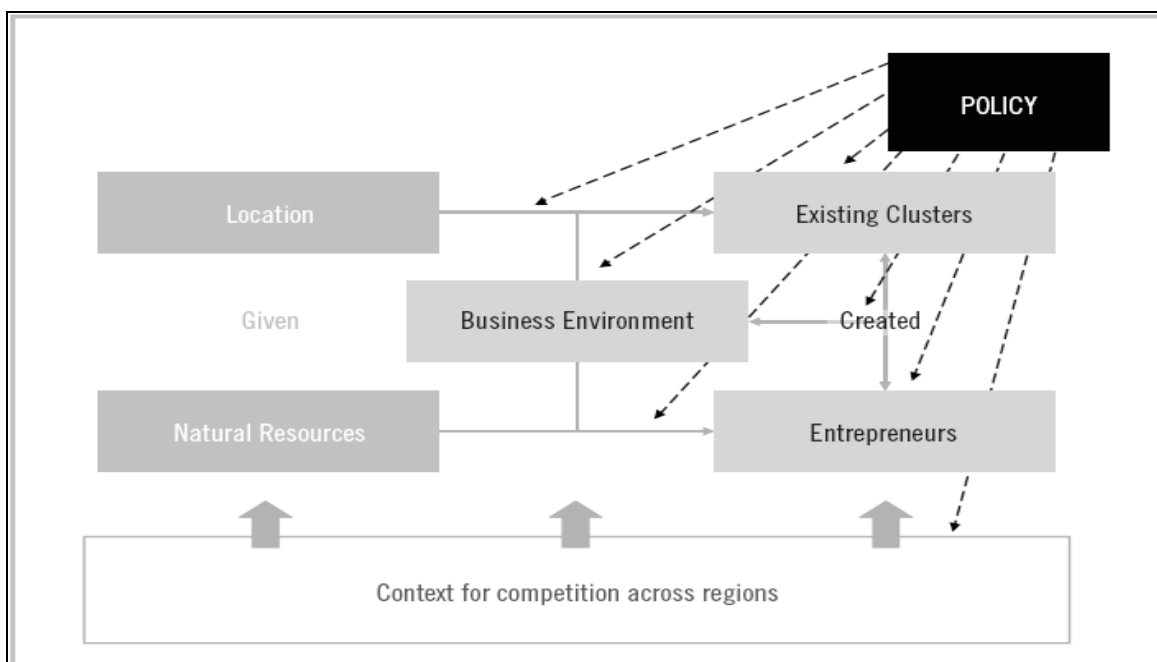 POLICY
Location
Existing Clusters
Given
Business Environment
Created
Natural Resources
Entrepreneurs
Context for competition across regions